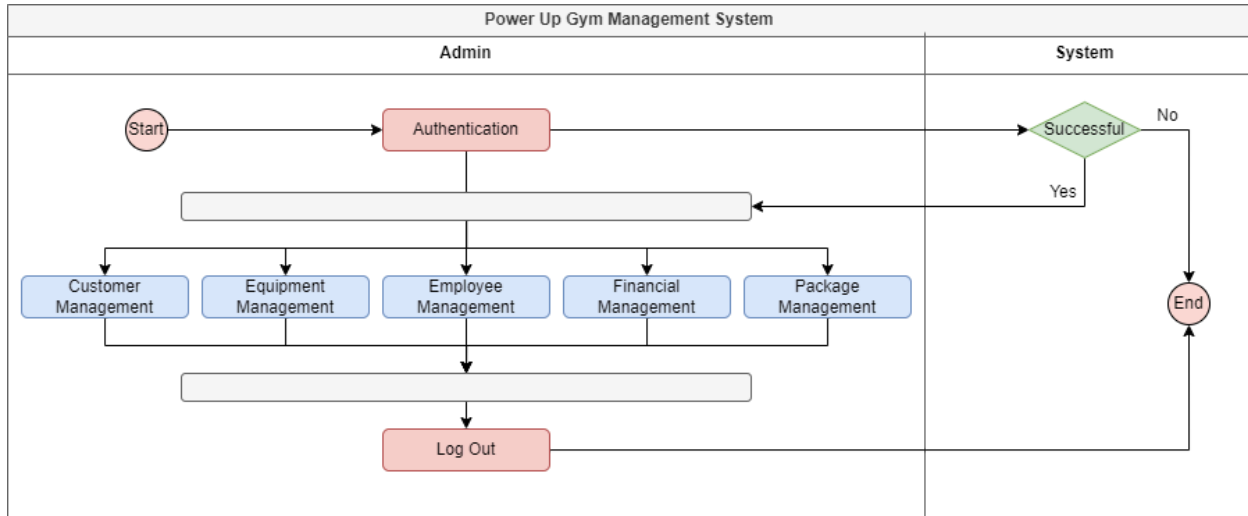 Power Up Gym Management System
Admin
System
Start
Authentication
Successful
No
Yes
Customer
Management
Equipment
Management
Employee
Management
Financial
Management
Package
Management
End
Log Out